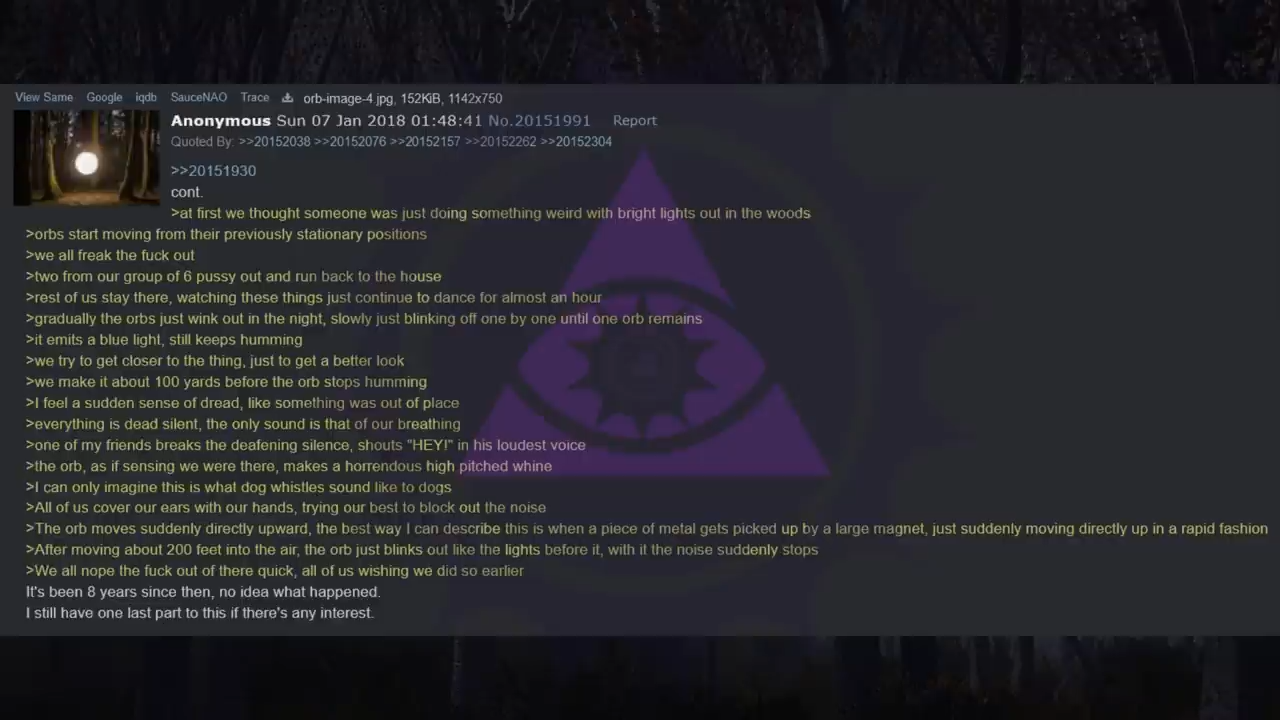 View Same Google iqdb SauceNAO Trace orb-image-4.jpg, 152KiB, 1142x750
Anonymous Sun 07 Jan 2018 01:48:41 No.20151991 Report
Quoted By: >>20152038 >>20152076 >>20152157 >>20152262 >>20152304
>>20151930
cont.
>at first we thought someone was just doing something weird with bright lights out in the woods
>orbs start moving from their previously stationary positions
>we all freak the fuck out
>two from our group of 6 pussy out and run back to the house
>rest of us stay there, watching these things just continue to dance for almost an hour
>gradually the orbs just wink out in the night, slowly just blinking off one by one until one orb remains
>it emits a blue light, still keeps humming
>we try to get closer to the thing, just to get a better look
>we make it about 100 yards before the orb stops humming
>I feel a sudden sense of dread, like something was out of place
>everything is dead silent, the only sound is that of our breathing
>one of my friends breaks the deafening silence, shouts "HEY!" in his loudest voice
>the orb, as if sensing we were there, makes a horrendous high pitched whine
>I can only imagine this is what dog whistles sound like to dogs
>All of us cover our ears with our hands, trying our best to block out the noise
>The orb moves suddenly directly upward, the best way I can describe this is when a piece of metal gets picked up by a large magnet, just suddenly moving directly up in a rapid fashion
>After moving about 200 feet into the air, the orb just blinks out like the lights before it, with it the noise suddenly stops
>We all nope the fuck out of there quick, all of us wishing we did so earlier
It's been 8 years since then, no idea what happened.
I still have one last part to this if there's any interest.